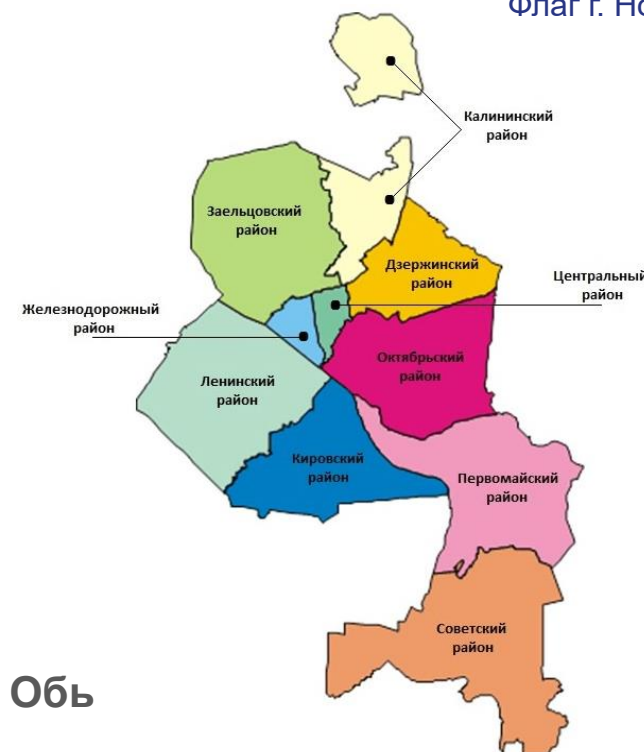 Флаг г. Но
Калининский
район
Заельцовский
район
Дзержинский
район
Центральный
район
Железнодорожный
район
Октябрьский
район
Ленинский
район
Кировский
район
Первомайский
район
Советский
район
Обь